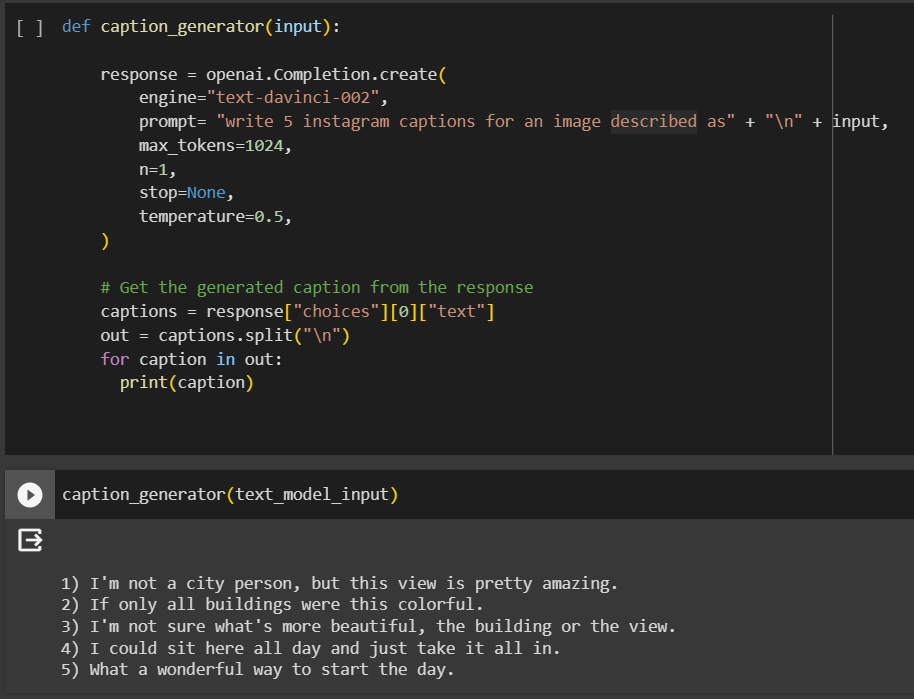 [ ] def caption_generator(input):
response = openai.Completion.create(
engine="text-davinci-002",
prompt= "write 5 instagram captions for an image described as" + "\n" + input,
max_tokens=1024,
n=1,
stop=None,
temperature=0.5,
)
# Get the generated caption from the response
captions = response["choices"][0]["text"]
out = captions.split("\n")
for caption in out:
print(caption)
caption_generator(text_model_input)
1) I'm not a city person, but this view is pretty amazing.
2) If only all buildings were this colorful.
3) I'm not sure what's more beautiful, the building or the view.
4) I could sit here all day and just take it all in.
5) What a wonderful way to start the day.